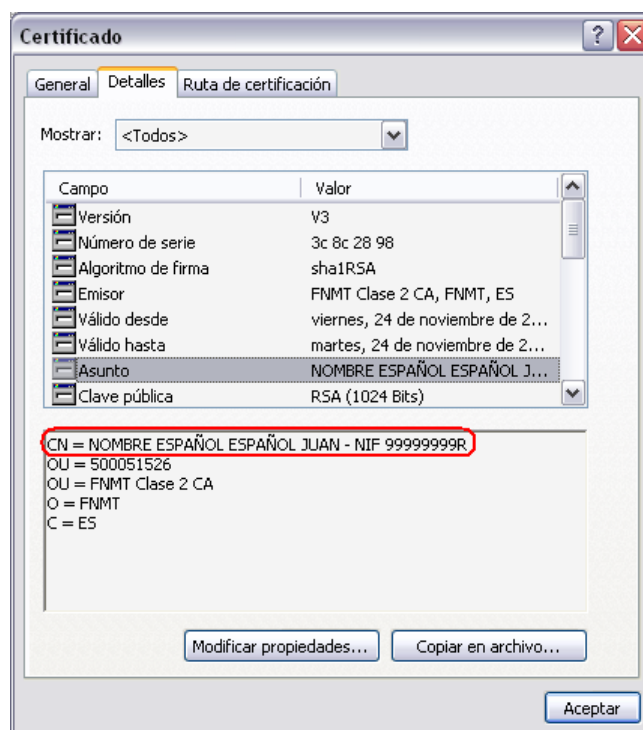 Certificado
General Detalles Ruta de certificación
Mostrar: <Todos>
Campo Valor
Versión V3
Número de serie 3c 8c 28 98
Algoritmo de firma sha1RSA
Emisor FNMT Clase 2 CA, FNMT, ES
Válido desde viernes, 24 de noviembre de 2...
Válido hasta martes, 24 de noviembre de 2...
Asunto NOMBRE ESPAÑOL ESPAÑOL J...
Clave pública RSA (1024 Bits)
CN = NOMBRE ESPAÑOL ESPAÑOL JUAN - NIF 99999999R
OU = 500051526
OU = FNMT Clase 2 CA
O = FNMT
C = ES
Modificar propiedades... Copiar en archivo...
Aceptar